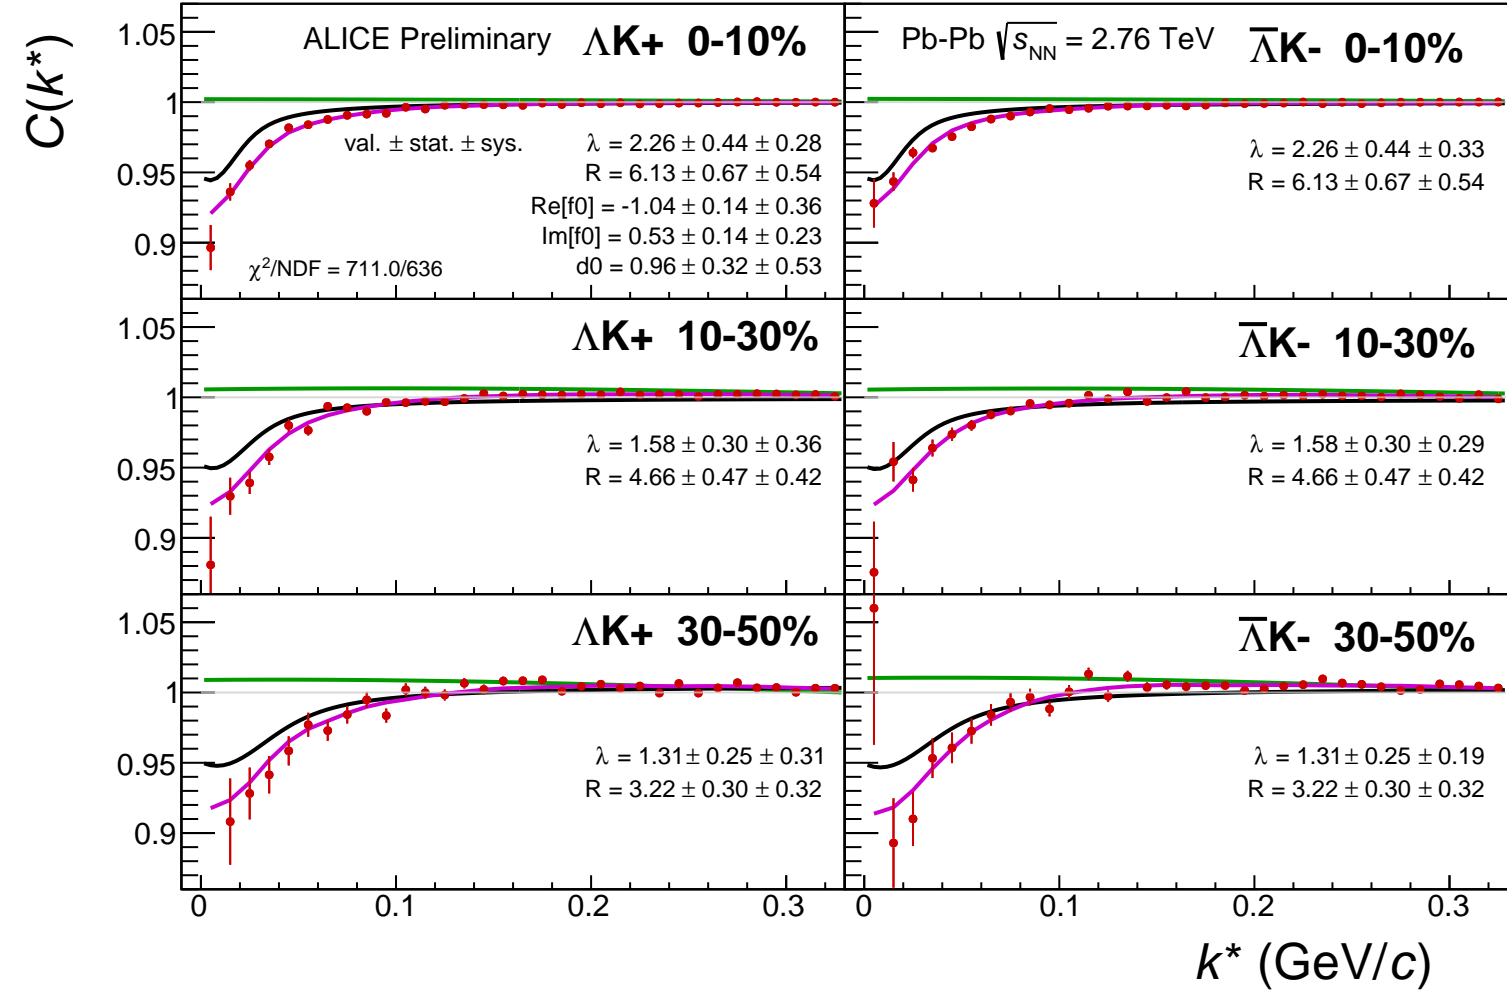 C(k*)
ALICE Preliminary ΛK+ 0-10%
val. ± stat. ± sys.
λ = 2.26 ± 0.44 ± 0.28
R = 6.13 ± 0.67 ± 0.54
Re[f0] = -1.04 ± 0.14 ± 0.36
Im[f0] = 0.53 ± 0.14 ± 0.23
d0 = 0.96 ± 0.32 ± 0.53
χ²/NDF = 711.0/636
1.05
1
0.95
0.9
Pb-Pb √s_NN = 2.76 TeV Λ̅K- 0-10%
λ = 2.26 ± 0.44 ± 0.33
R = 6.13 ± 0.67 ± 0.54
ΛK+ 10-30%
λ = 1.58 ± 0.30 ± 0.36
R = 4.66 ± 0.47 ± 0.42
1.05
1
0.95
0.9
Λ̅K- 10-30%
λ = 1.58 ± 0.30 ± 0.29
R = 4.66 ± 0.47 ± 0.42
ΛK+ 30-50%
λ = 1.31 ± 0.25 ± 0.31
R = 3.22 ± 0.30 ± 0.32
1.05
1
0.95
0.9
Λ̅K- 30-50%
λ = 1.31 ± 0.25 ± 0.19
R = 3.22 ± 0.30 ± 0.32
0 0.1 0.2 0.3
0 0.1 0.2 0.3
k* (GeV/c)